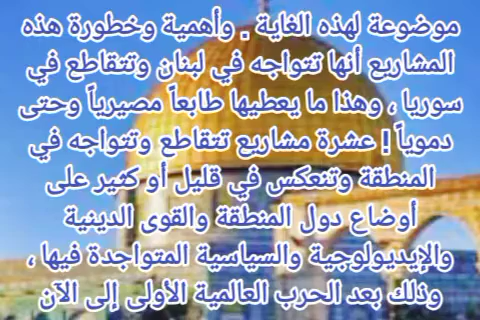 موضوعة لهذه الغاية . وأهمية وخطورة هذه
المشاريع أنها تتواجه في لبنان وتتقاطع في
سوريا ، وهذا ما يعطيها طابعاً مصيرياً وحتى
دموياً ! عشرة مشاريع تتقاطع وتتواجه في
المنطقة وتنعكس في قليل أو كثير على
أوضاع دول المنطقة والقوى الدينية
والإيديولوجية والسياسية المتواجدة فيها ،
وذلك بعد الحرب العالمية الأولى إلى الآن